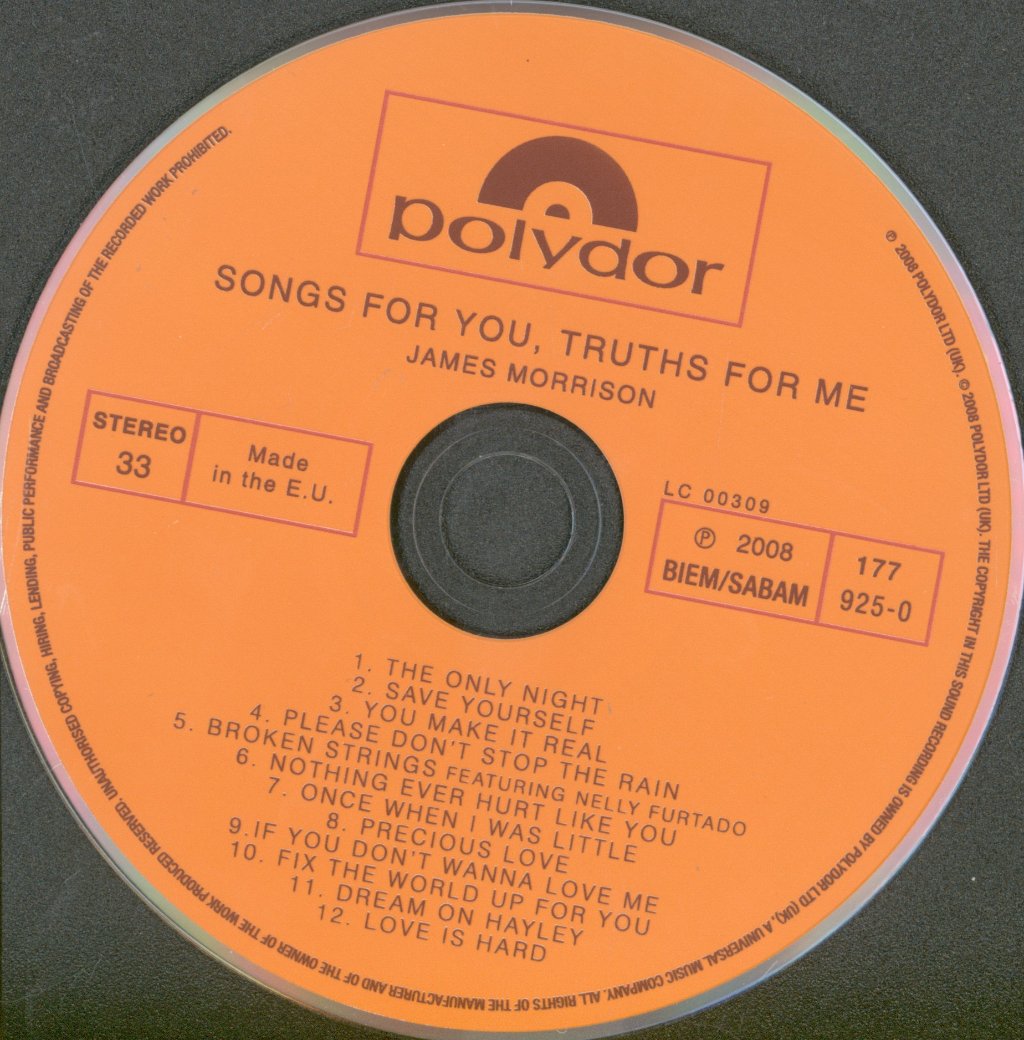 polydor
SONGS FOR YOU, TRUTHS FOR ME
JAMES MORRISON
STEREO
33
Made
in the E.U.
LC 00309
℗ 2008
BIEM/SABAM
177
925-0
1. THE ONLY NIGHT
2. SAVE YOURSELF
3. YOU MAKE IT REAL
4. PLEASE DON'T STOP THE RAIN
5. BROKEN STRINGS FEATURING NELLY FURTADO
6. NOTHING EVER HURT LIKE YOU
7. ONCE WHEN I WAS LITTLE
8. PRECIOUS LOVE
9.IF YOU DON'T WANNA LOVE ME
10. FIX THE WORLD UP FOR YOU
11. DREAM ON HAYLEY
12. LOVE IS HARD
℗ 2008 POLYDOR LTD (UK). © 2008 POLYDOR LTD (UK). THE COPYRIGHT IN THIS SOUND RECORDING IS OWNED BY POLYDOR LTD (UK). A UNIVERSAL MUSIC COMPANY. ALL RIGHTS OF THE MANUFACTURER AND OF THE OWNER OF THE WORK PRODUCED RESERVED. UNAUTHORISED COPYING, HIRING, LENDING, PUBLIC PERFORMANCE AND BROADCASTING OF THE RECORDED WORK PROHIBITED.